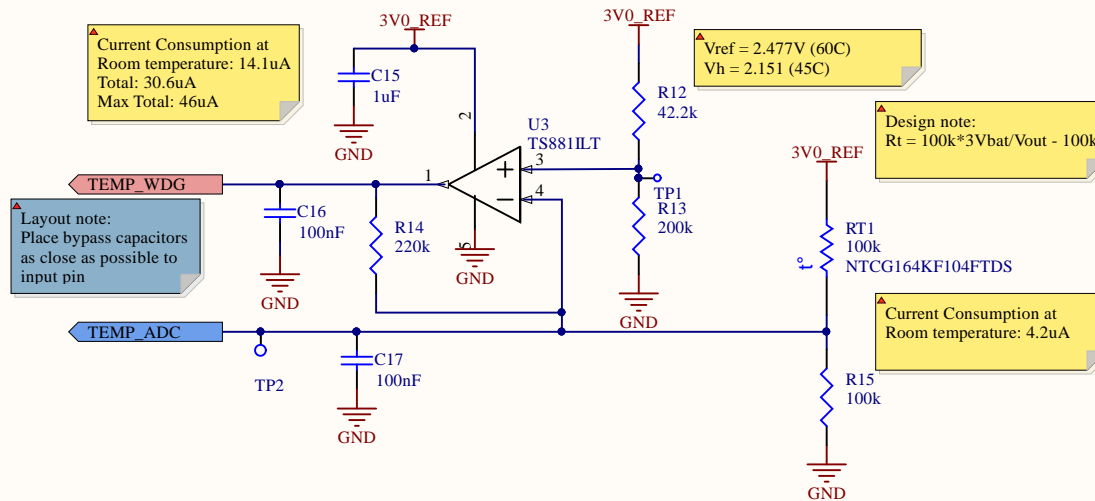 3V0_REF
3V0_REF
Current Consumption at
Room temperature: 14.1uA
Total: 30.6uA
Max Total: 46uA
Vref = 2.477V (60C)
Vh = 2.151 (45C)
C15
1uF
GND
R12
42.2k
2
U3
TS881ILT
Design note:
Rt = 100k*3Vbat/Vout - 100k
3V0_REF
3
4
1
5
TP1
R13
200k
GND
TEMP_WDG
Layout note:
Place bypass capacitors
as close as possible to
input pin
C16
100nF
GND
R14
220k
GND
RT1
100k
t°
NTCG164KF104FTDS
TEMP_ADC
TP2
C17
100nF
GND
Current Consumption at
Room temperature: 4.2uA
R15
100k
GND